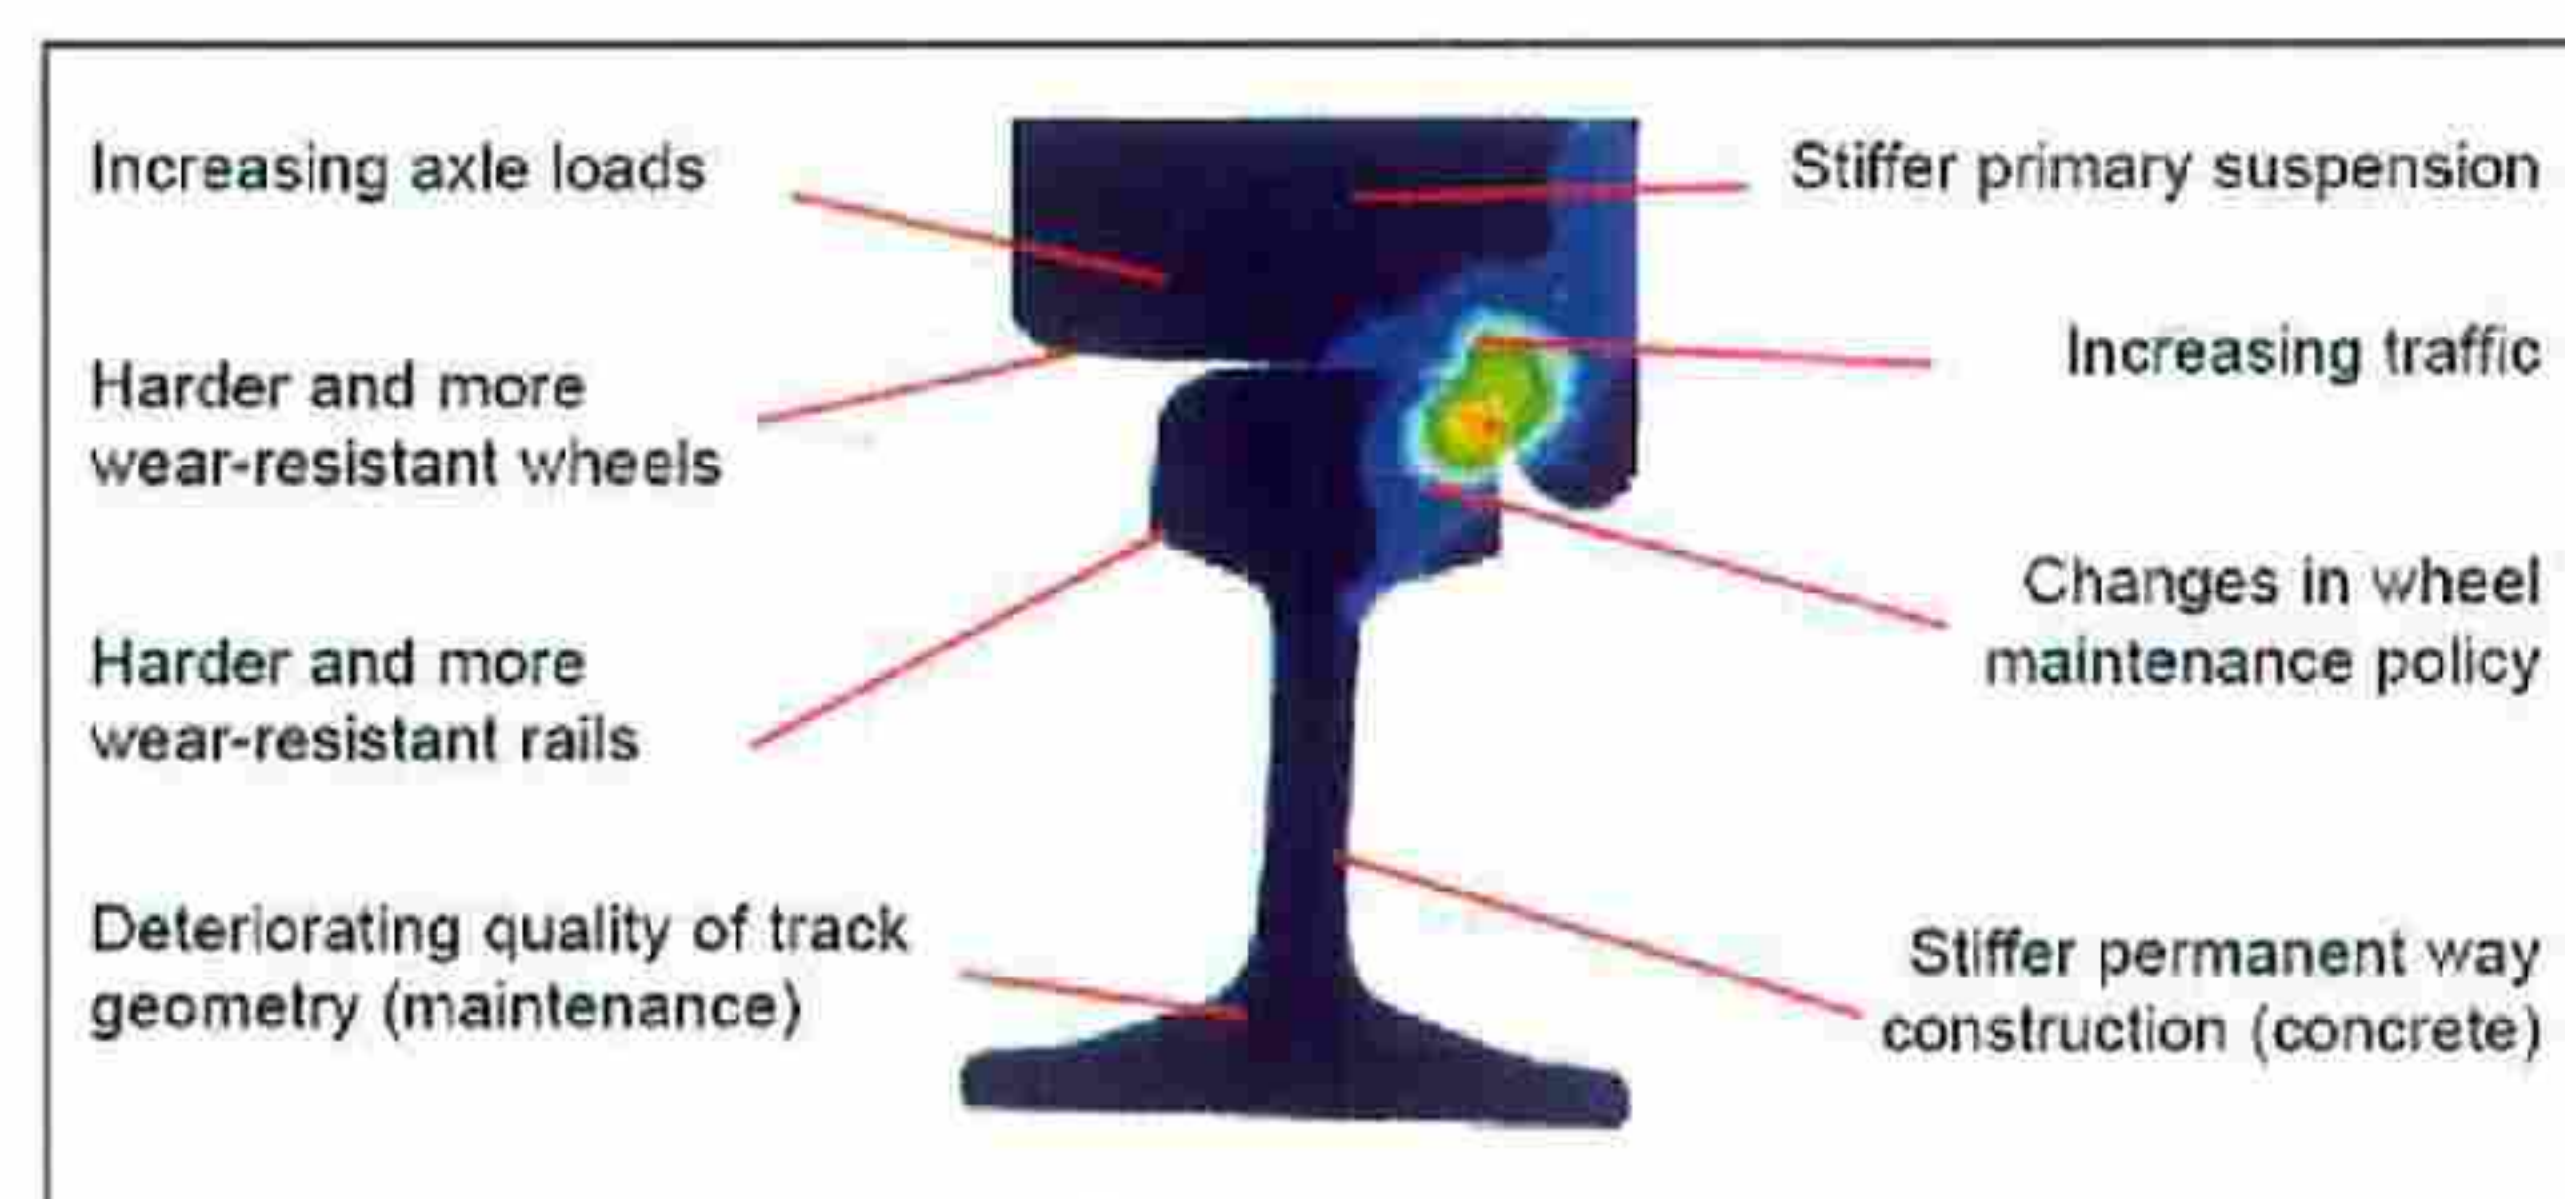 Increasing axle loads
Harder and more
wear-resistant wheels
Harder and more
wear-resistant rails
Deteriorating quality of track
geometry (maintenance)
Stiffer primary suspension
Increasing traffic
Changes in wheel
maintenance policy
Stiffer permanent way
construction (concrete)